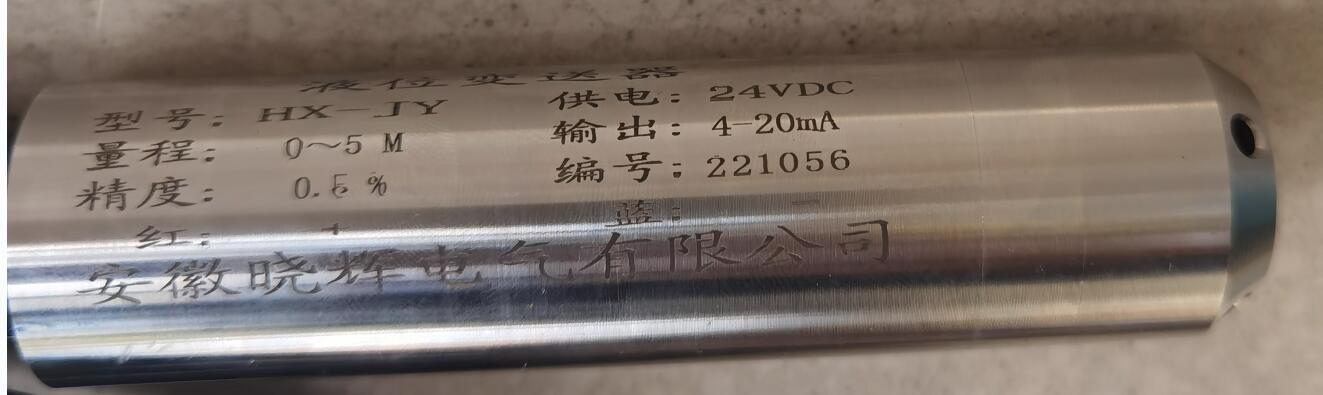 液位变送器
型号: HX-JY 供电: 24VDC
量程: 0～5 M 输出: 4-20mA
精度: 0.5 % 编号: 221056
红: + 蓝: -
安徽晓辉电气有限公司